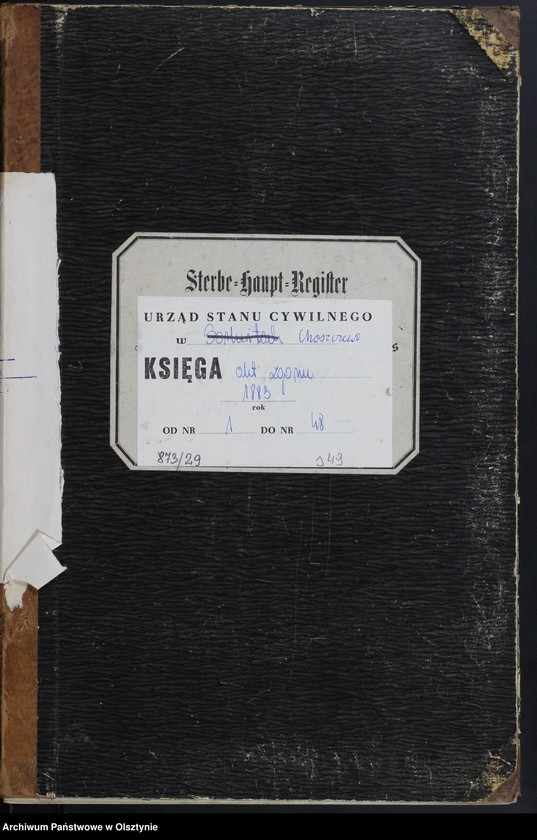 Sterbe=Haupt=Register
URZĄD STANU CYWILNEGO
w Choszczewo
s
KSIĘGA akt zgonu
1883
rok
OD NR 1 DO NR 48
873/29 949
Archiwum Państwowe w Olsztynie